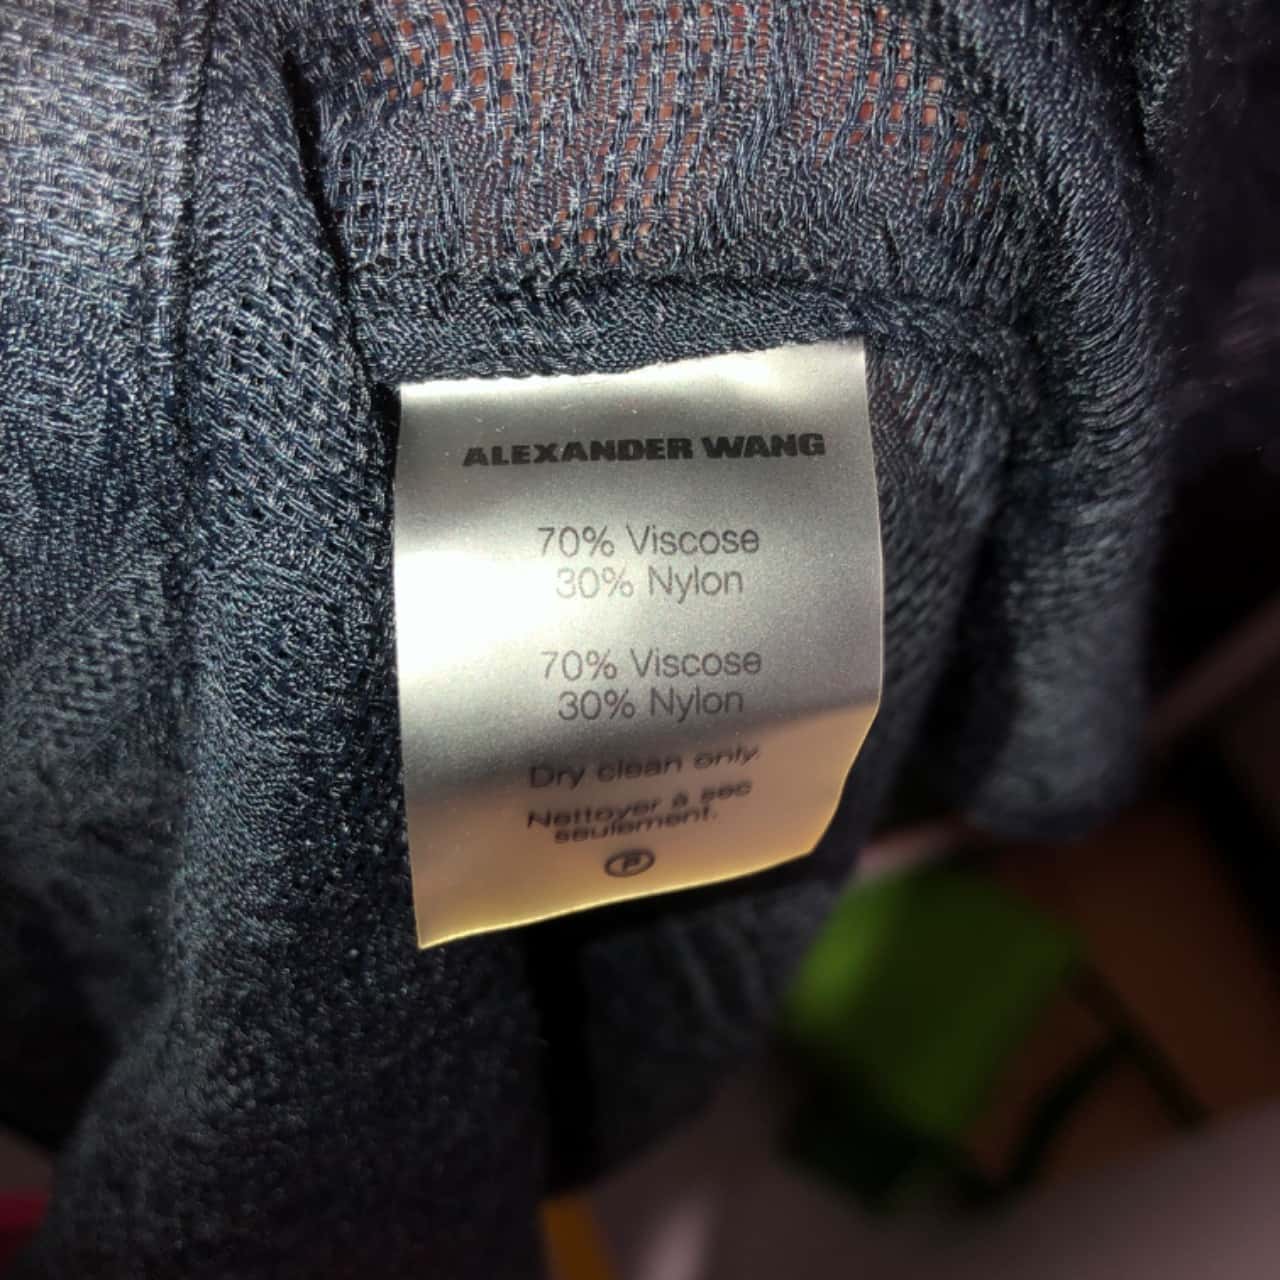 ALEXANDER WANG
70% Viscose
30% Nylon
70% Viscose
30% Nylon
Dry clean only.
Nettoyer à sec
seulement.
P